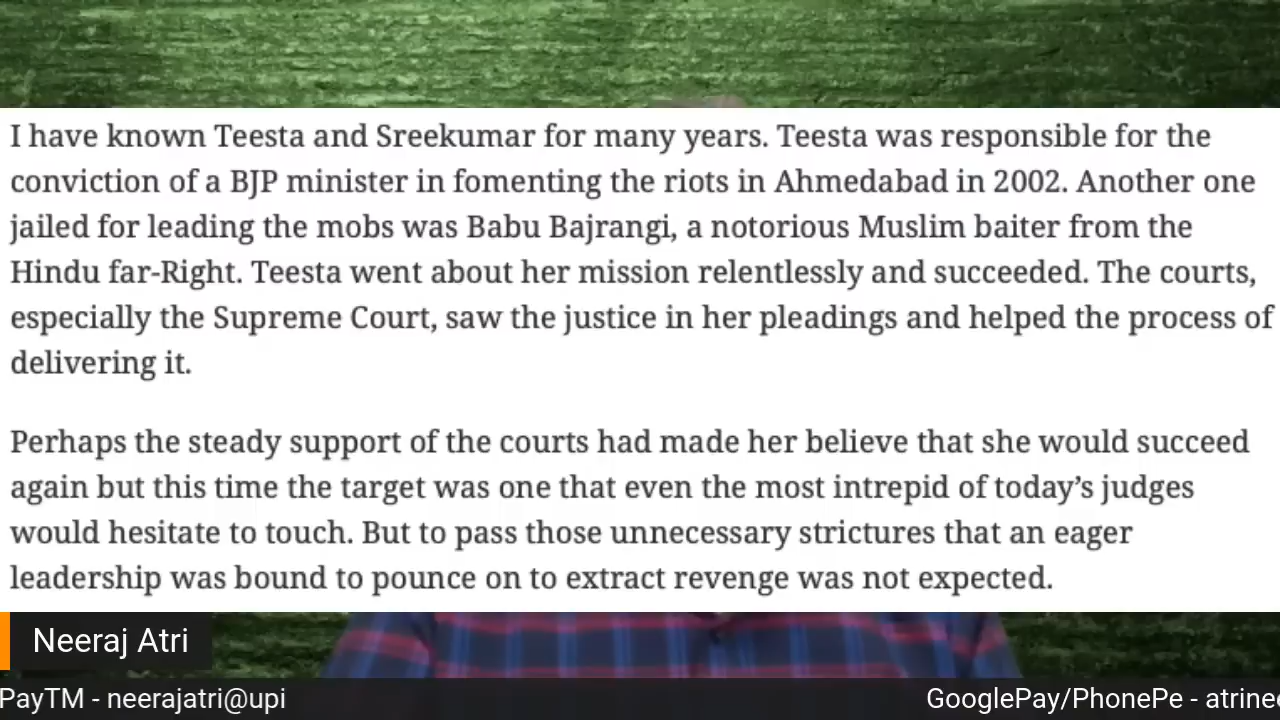 I have known Teesta and Sreekumar for many years. Teesta was responsible for the
conviction of a BJP minister in fomenting the riots in Ahmedabad in 2002. Another one
jailed for leading the mobs was Babu Bajrangi, a notorious Muslim baiter from the
Hindu far-Right. Teesta went about her mission relentlessly and succeeded. The courts,
especially the Supreme Court, saw the justice in her pleadings and helped the process of
delivering it.
Perhaps the steady support of the courts had made her believe that she would succeed
again but this time the target was one that even the most intrepid of today’s judges
would hesitate to touch. But to pass those unnecessary strictures that an eager
leadership was bound to pounce on to extract revenge was not expected.
Neeraj Atri
PayTM - neerajatri@upi
GooglePay/PhonePe - atrinee